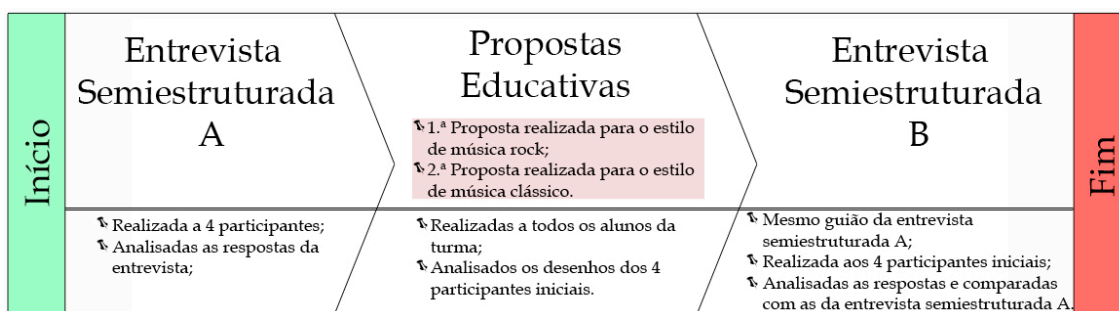 Início
Entrevista
Semiestruturada
A
Realizada a 4 participantes;
Analisadas as respostas da
entrevista;
Propostas
Educativas
1.ª Proposta realizada para o estilo
de música rock;
2.ª Proposta realizada para o estilo
de música clássico.
Realizadas a todos os alunos da
turma;
Analisados os desenhos dos 4
participantes iniciais.
Entrevista
Semiestruturada
B
Mesmo guião da entrevista
semiestruturada A;
Realizada aos 4 participantes iniciais;
Analisadas as respostas e comparadas
com as da entrevista semiestruturada A.
Fim